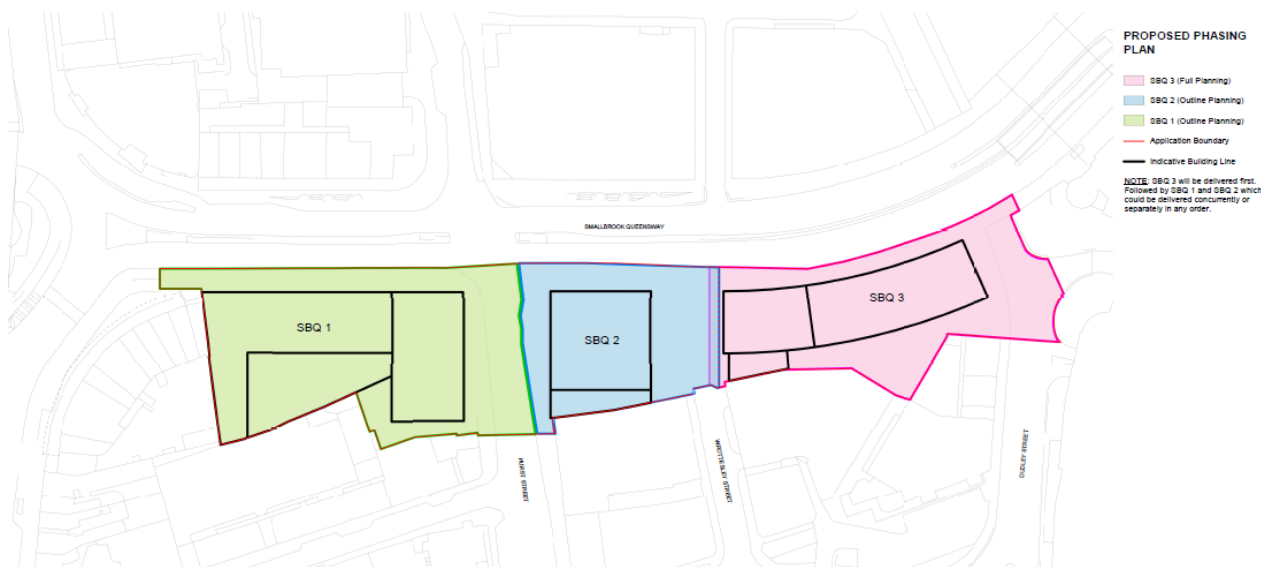 PROPOSED PHASING
PLAN
SBQ 3 (Full Planning)
SBQ 2 (Outline Planning)
SBQ 1 (Outline Planning)
Application Boundary
Indicative Building Line
NOTE: SBQ 3 will be delivered first.
Followed by SBQ 1 and SBQ 2 which
could be delivered concurrently or
separately in any order.
SMALLBROOK QUEENSWAY
SBQ 1
SBQ 2
SBQ 3
HURST STREET
WROTTESLEY STREET
DUDLEY STREET